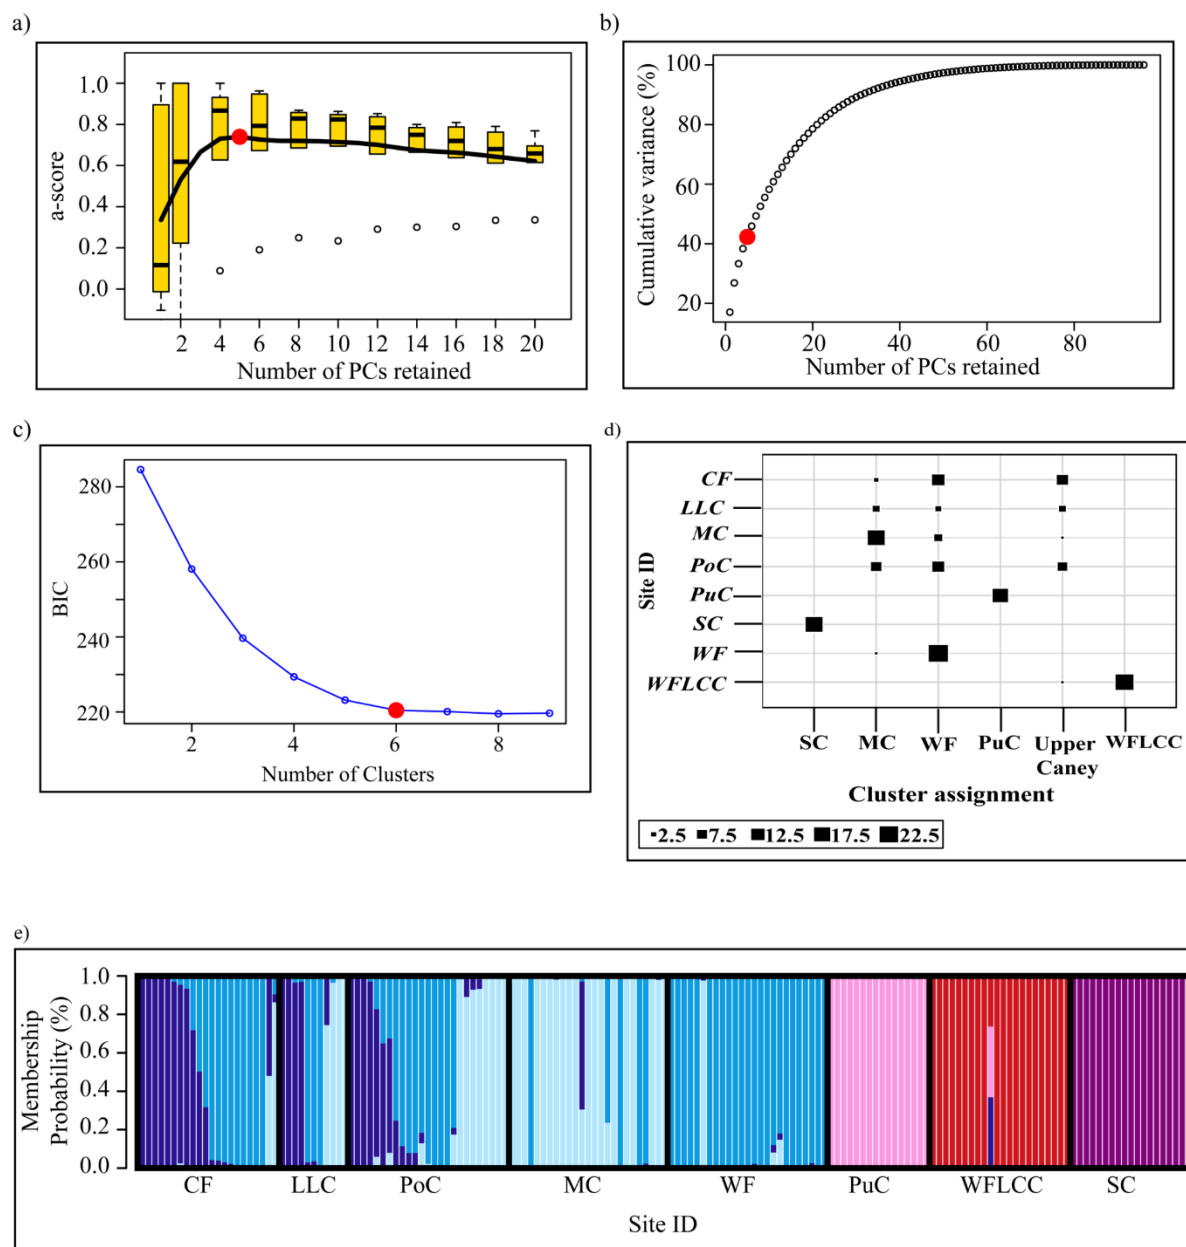 a)
1.0
0.8
0.6
0.4
0.2
0.0
a-score
2 4 6 8 10 12 14 16 18 20
Number of PCs retained
b)
100
80
60
40
20
Cumulative variance (%)
0 20 40 60 80
Number of PCs retained
c)
280
260
240
220
BIC
2 4 6 8
Number of Clusters
d)
CF
LLC
MC
PoC
PuC
SC
WF
WFLCC
Site ID
SC MC WF PuC Upper WFLCC
Caney
Cluster assignment
2.5 7.5 12.5 17.5 22.5
e)
1.0
0.8
0.6
0.4
0.2
0.0
Membership
Probability (%)
CF LLC PoC MC WF PuC WFLCC SC
Site ID